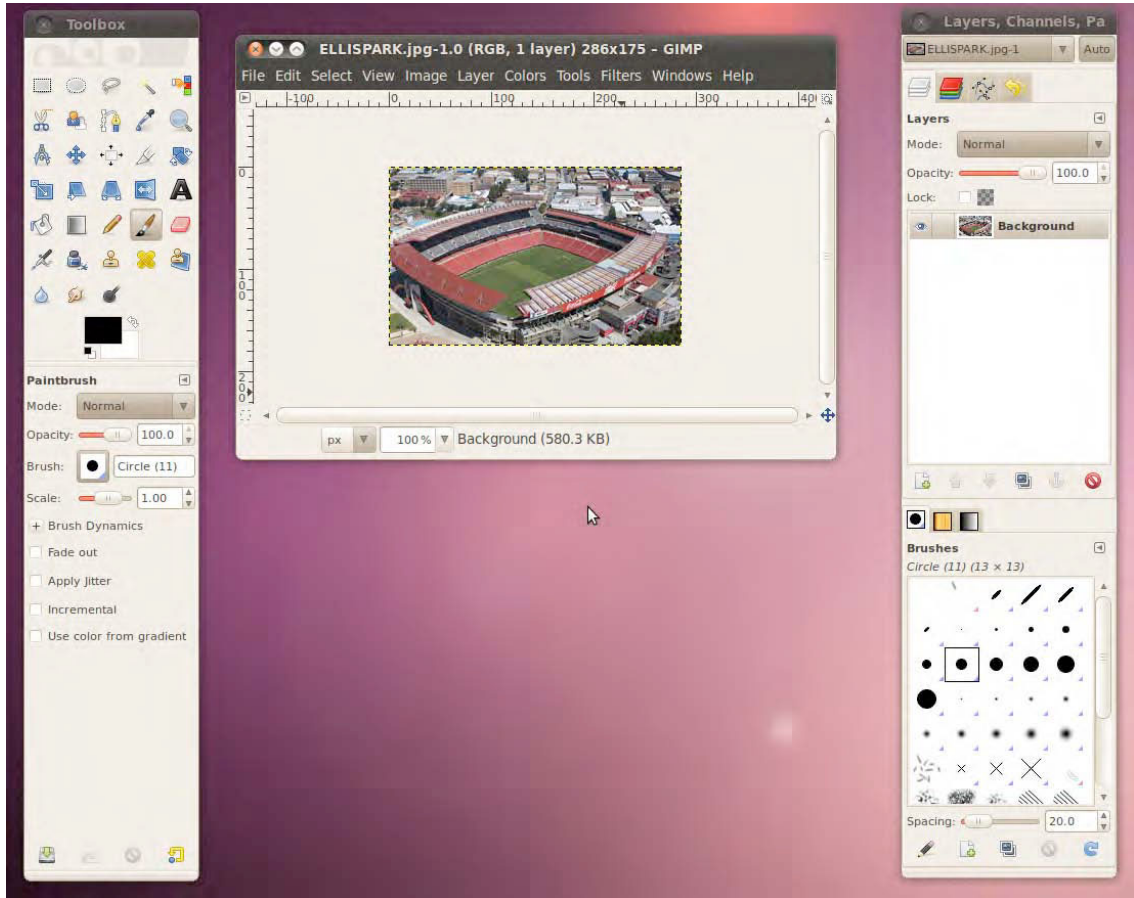 Toolbox
Paintbrush
Mode: Normal
Opacity: 100.0
Brush: Circle (11)
Scale: 1.00
+ Brush Dynamics
Fade out
Apply Jitter
Incremental
Use color from gradient
ELLISPARK.jpg-1.0 (RGB, 1 layer) 286x175 – GIMP
File Edit Select View Image Layer Colors Tools Filters Windows Help
-100 0 100 200 300 40
0
100
200
px 100 % Background (580.3 KB)
Layers, Channels, Pa
ELLISPARK.jpg-1 Auto
Layers
Mode: Normal
Opacity: 100.0
Lock:
Background
Brushes
Circle (11) (13 × 13)
Spacing: 20.0